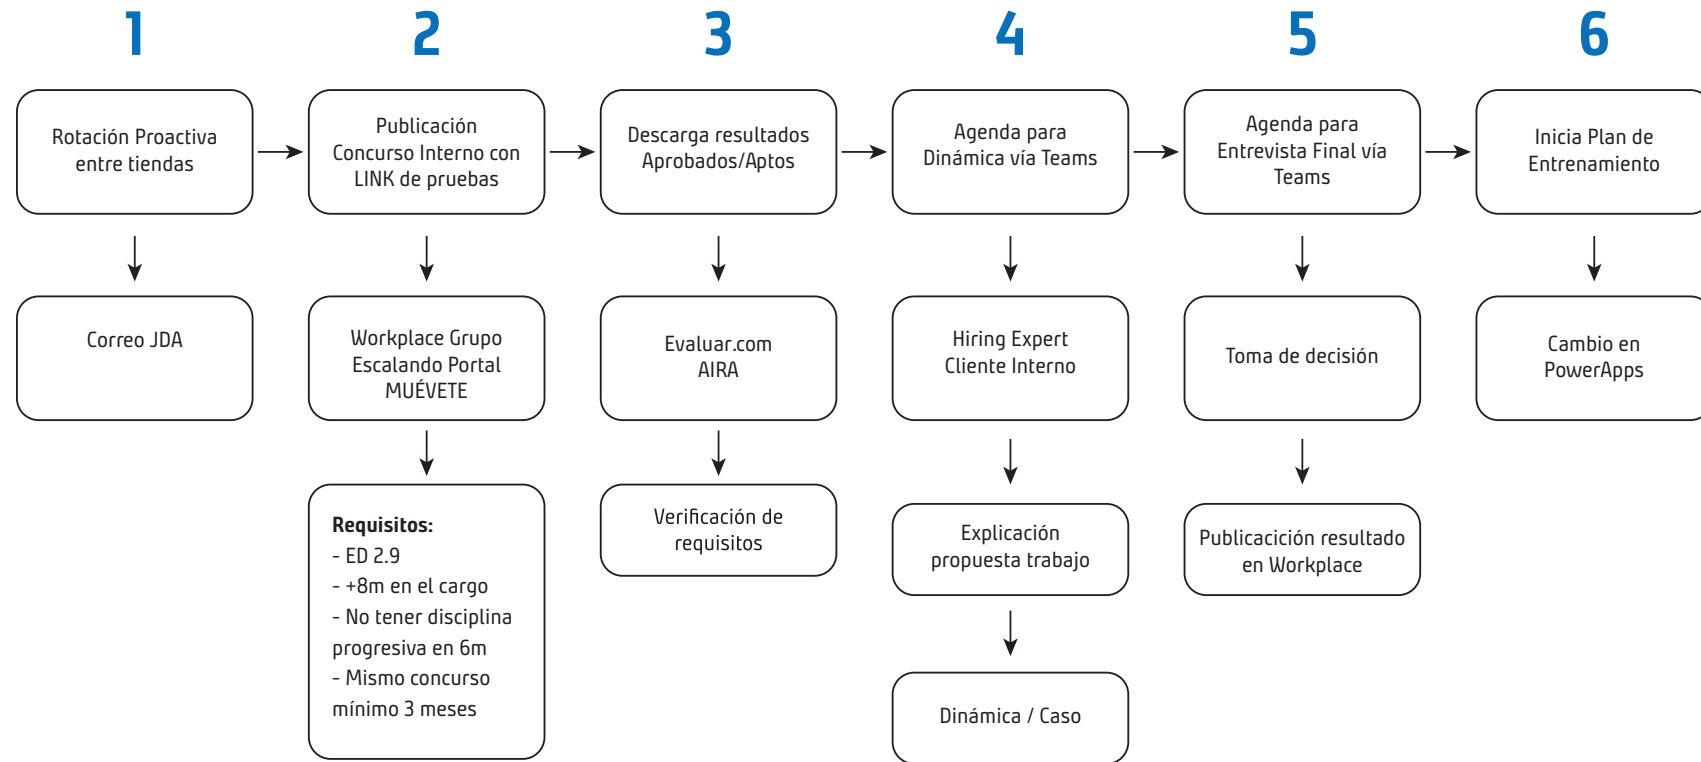 1
2
3
4
5
6
Rotación Proactiva
entre tiendas
Publicación
Concurso Interno con
LINK de pruebas
Descarga resultados
Aprobados/Aptos
Agenda para
Dinámica vía Teams
Agenda para
Entrevista Final vía
Teams
Inicia Plan de
Entrenamiento
Correo JDA
Workplace Grupo
Escalando Portal
MUÉVETE
Evaluar.com
AIRA
Hiring Expert
Cliente Interno
Toma de decisión
Cambio en
PowerApps
Requisitos:
- ED 2.9
- +8m en el cargo
- No tener disciplina
progresiva en 6m
- Mismo concurso
mínimo 3 meses
Verificación de
requisitos
Explicación
propuesta trabajo
Publicacición resultado
en Workplace
Dinámica / Caso